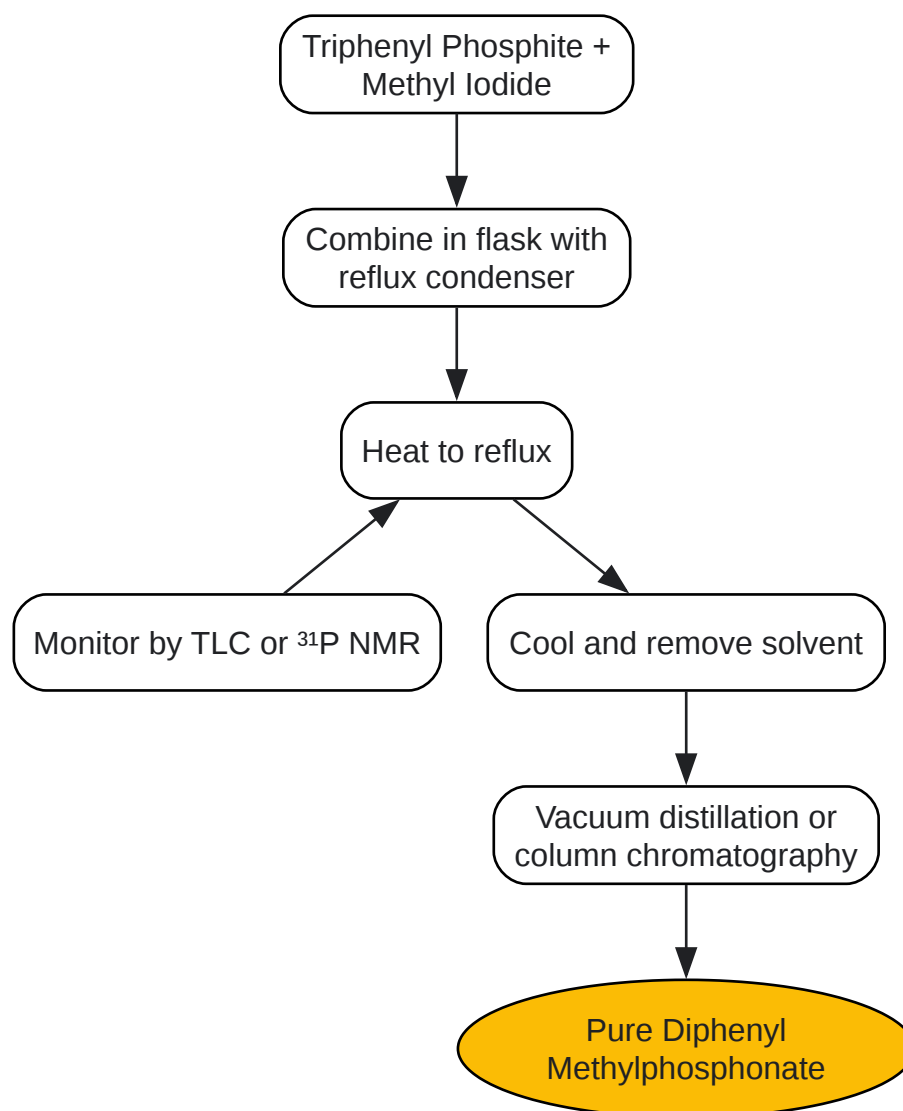 Triphenyl Phosphite +
Methyl Iodide
Combine in flask with
reflux condenser
Heat to reflux
Monitor by TLC or ³¹P NMR
Cool and remove solvent
Vacuum distillation or
column chromatography
Pure Diphenyl
Methylphosphonate